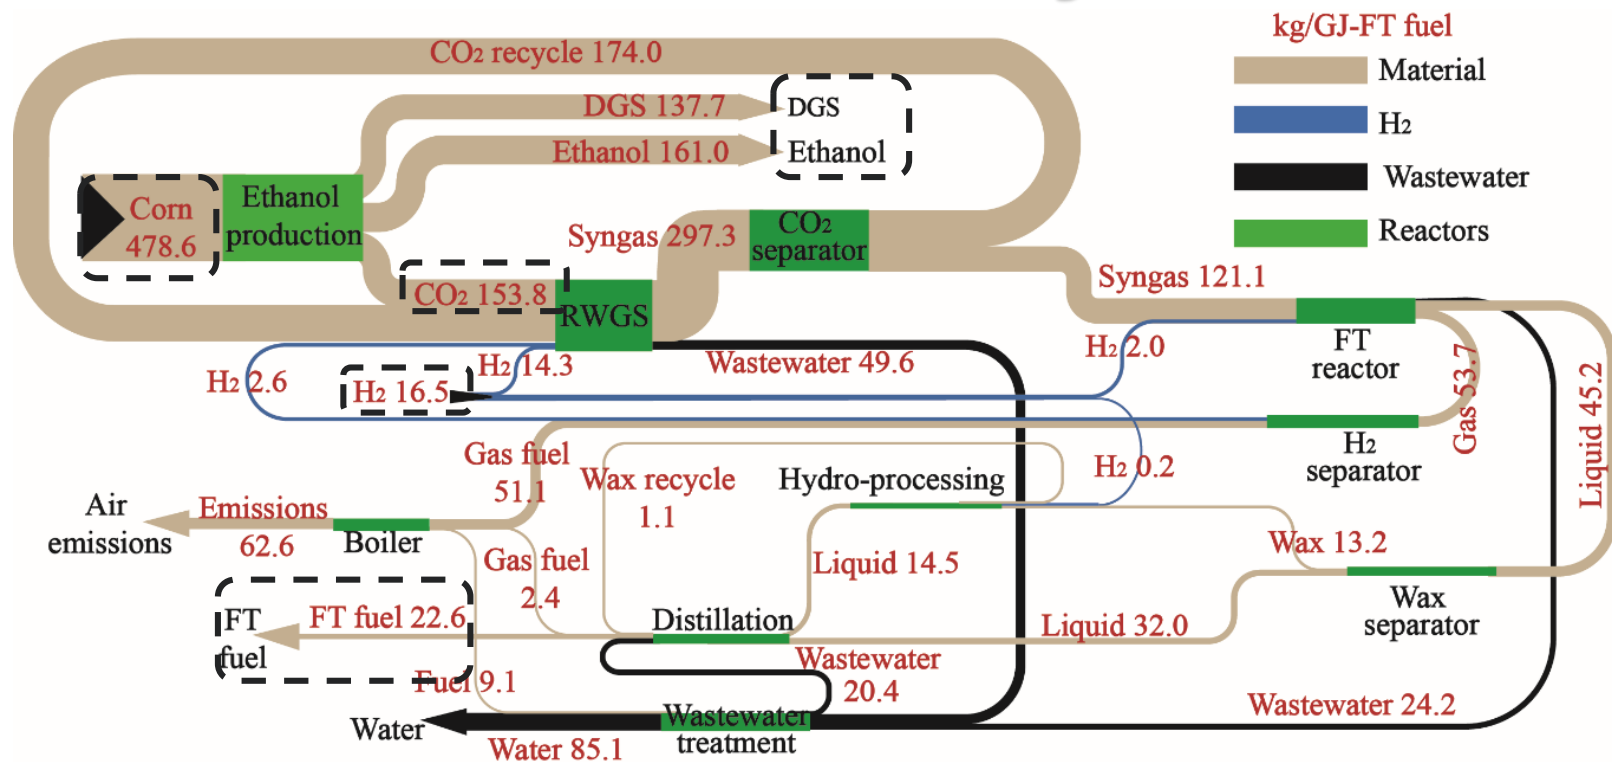 kg/GJ-FT fuel
Material
H2
Wastewater
Reactors
CO2 recycle 174.0
DGS 137.7
DGS
Ethanol 161.0
Ethanol
Corn
478.6
Ethanol
production
Syngas 297.3
CO2
separator
CO2 153.8
RWGS
Syngas 121.1
FT
reactor
H2 2.0
H2 14.3
Wastewater 49.6
H2 2.6
H2 16.5
Gas 53.7
Liquid 45.2
H2
separator
Gas fuel
51.1
Wax recycle
1.1
Hydro-processing
H2 0.2
Air
emissions
Emissions
62.6
Boiler
Gas fuel
2.4
Liquid 14.5
Wax 13.2
Wax
separator
FT
fuel
FT fuel 22.6
Distillation
Liquid 32.0
Wastewater
20.4
Fuel 9.1
Water
Water 85.1
Wastewater
treatment
Wastewater 24.2